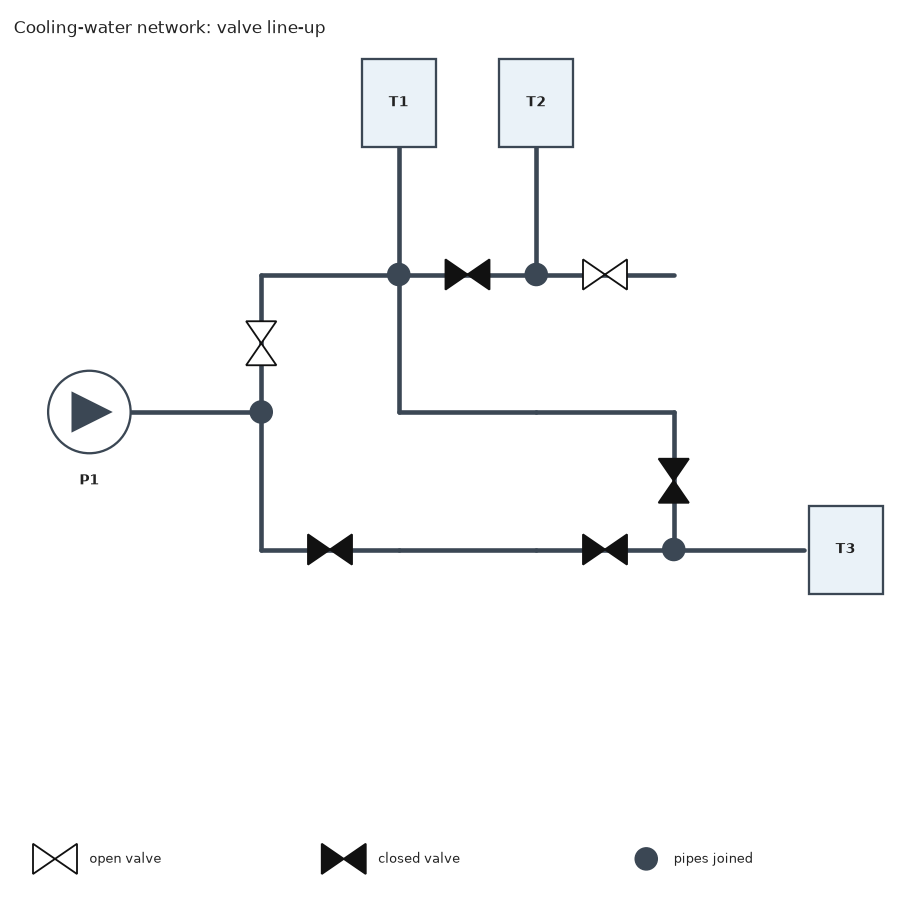 Cooling-water network: valve line-up
T1
T2
P1
T3
open valve
closed valve
pipes joined